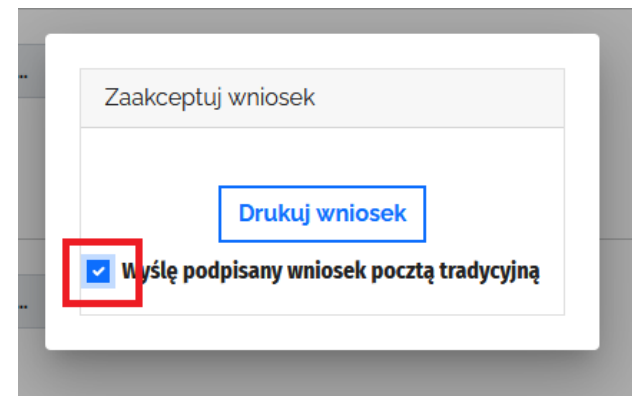 Zaakceptuj wniosek
Drukuj wniosek
Wyślę podpisany wniosek pocztą tradycyjną